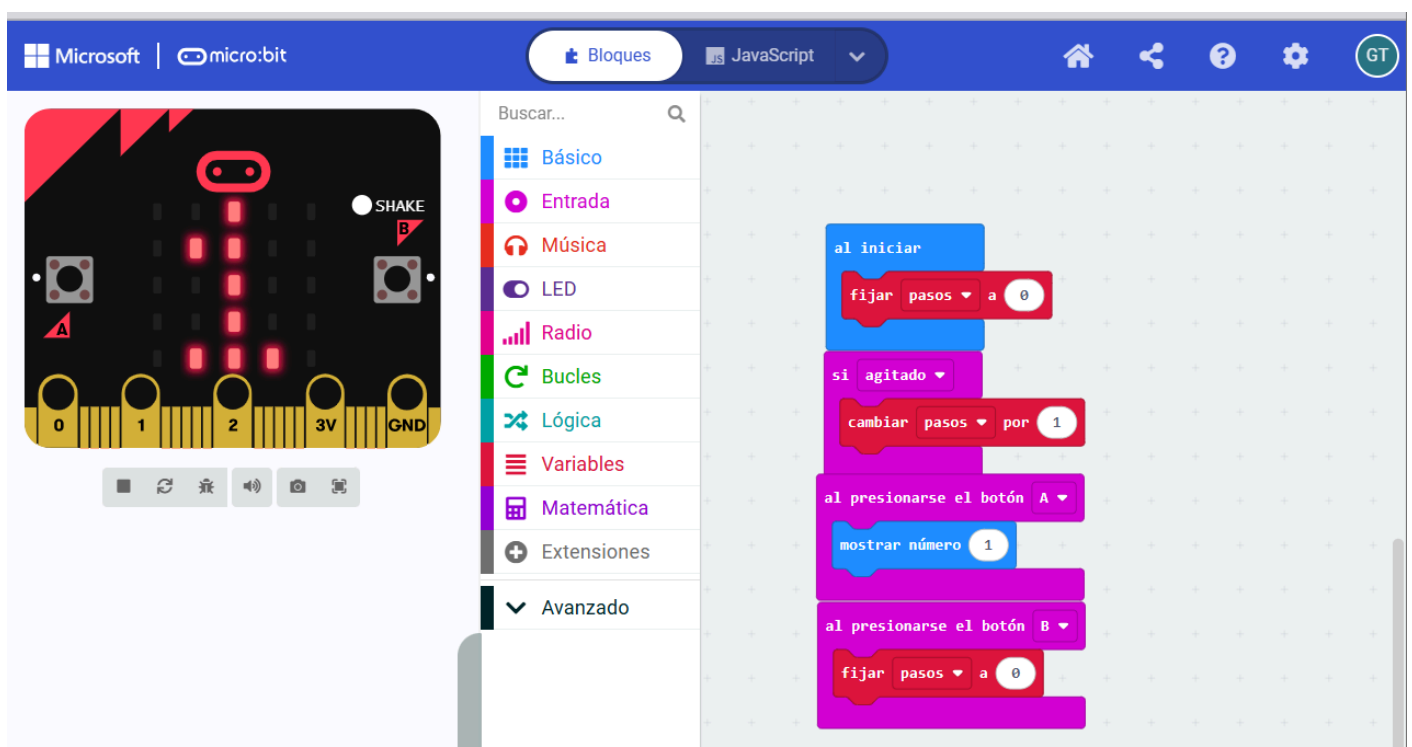 Microsoft micro:bit Bloques JS JavaScript GT
Buscar...
Básico
Entrada
Música
LED
Radio
Bucles
Lógica
Variables
Matemática
Extensiones
Avanzado
SHAKE
B
A
0 1 2 3V GND
al iniciar
fijar pasos a 0
si agitado
cambiar pasos por 1
al presionarse el botón A
mostrar número 1
al presionarse el botón B
fijar pasos a 0